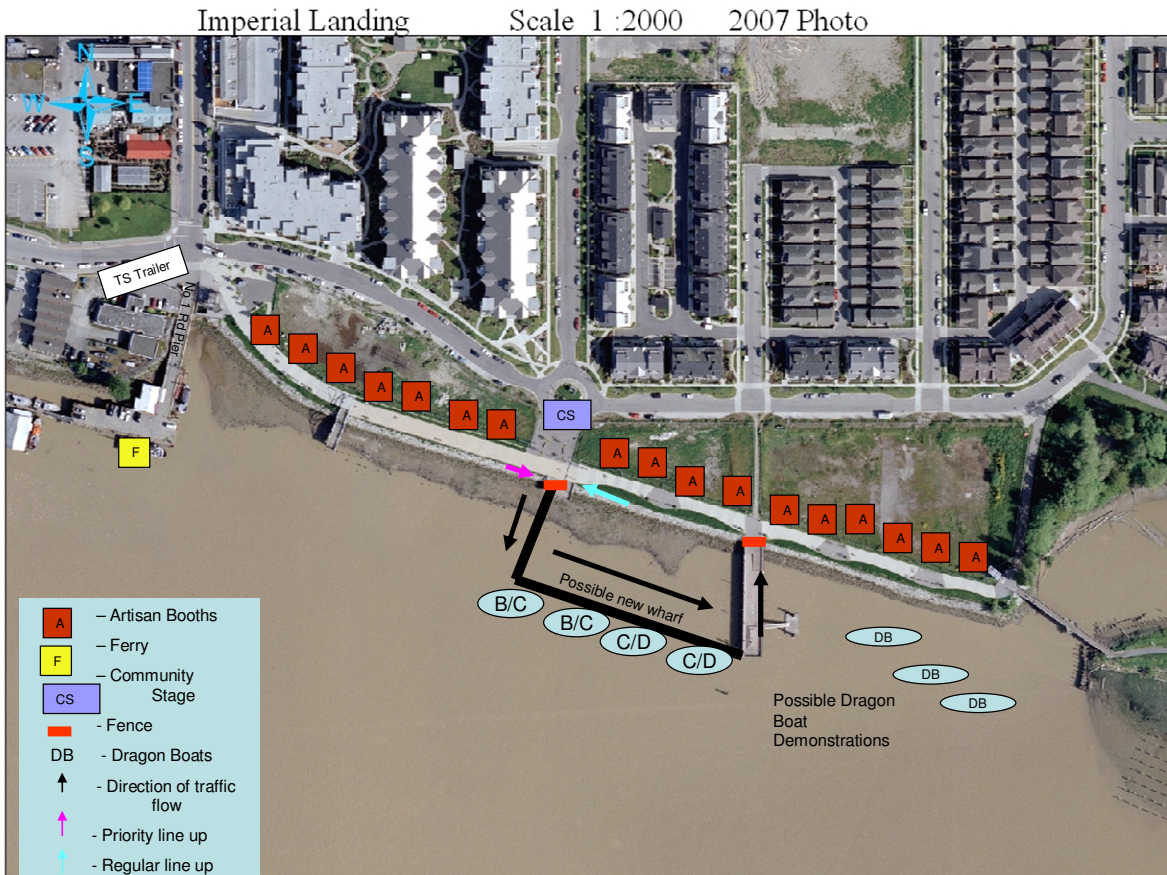 Imperial Landing Scale 1 :2000 2007 Photo
N
W E
S
TS Trailer
No 1 Rd Pier
A
A
A
A
A
A
A
CS
A
A
A
A
A
A
A
A
A
A
F
Possible new wharf
B/C
B/C
C/D
C/D
DB
DB
DB
Possible Dragon
Boat
Demonstrations
A – Artisan Booths
F – Ferry
CS – Community
Stage
- Fence
DB - Dragon Boats
- Direction of traffic
flow
- Priority line up
- Regular line up